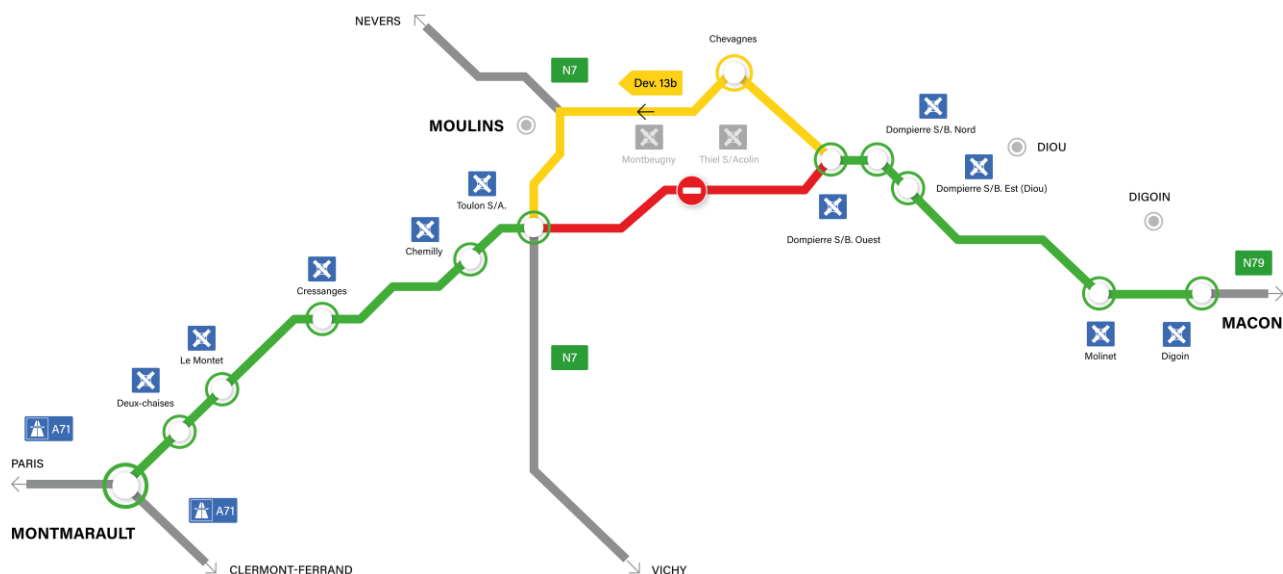 NEVERS
N7
Chevagnes
Dev. 13b
MOULINS
Montbeugny
Thiel S/Acolin
Dompierre S/B. Nord
DIOU
Dompierre S/B. Est (Diou)
DIGOIN
Toulon S/A.
Dompierre S/B. Ouest
Chemilly
Cressanges
N79
MACON
Le Montet
N7
Molinet
Digoin
Deux-chaises
A71
PARIS
A71
MONTMARAULT
CLERMONT-FERRAND
VICHY